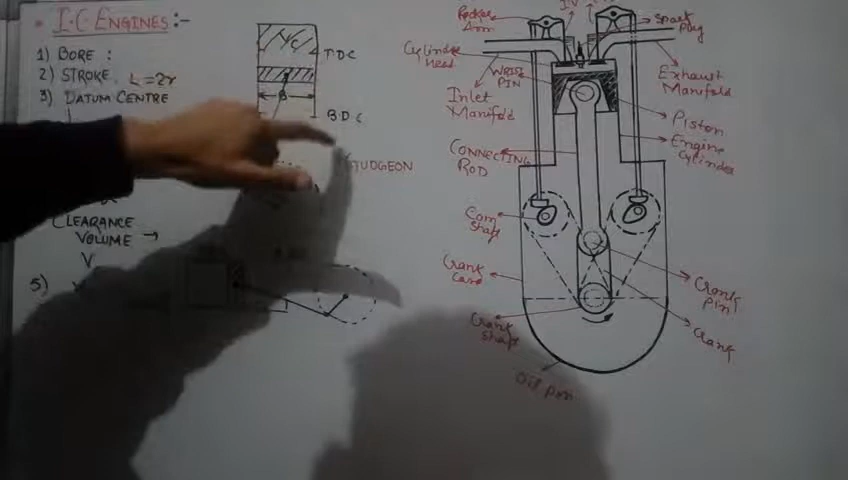 I.C ENGINES:-
1) BORE :
2) STROKE. L=2r
3) DATUM CENTRE
CLEARANCE
VOLUME →
V
5)
VC
T.D.C
B
B.D.C
GUDGEON
Rocker
Arm
I.V
Spark
Plug
Cylinder
Head
WRIST
PIN
Inlet
Manifold
Exhaust
Manifold
Piston
CONNECTING
ROD
Engine
Cylinder
Cam
Shaft
Crank
Case
Crank
Pin
Crank
Shaft
Crank
Oil pan